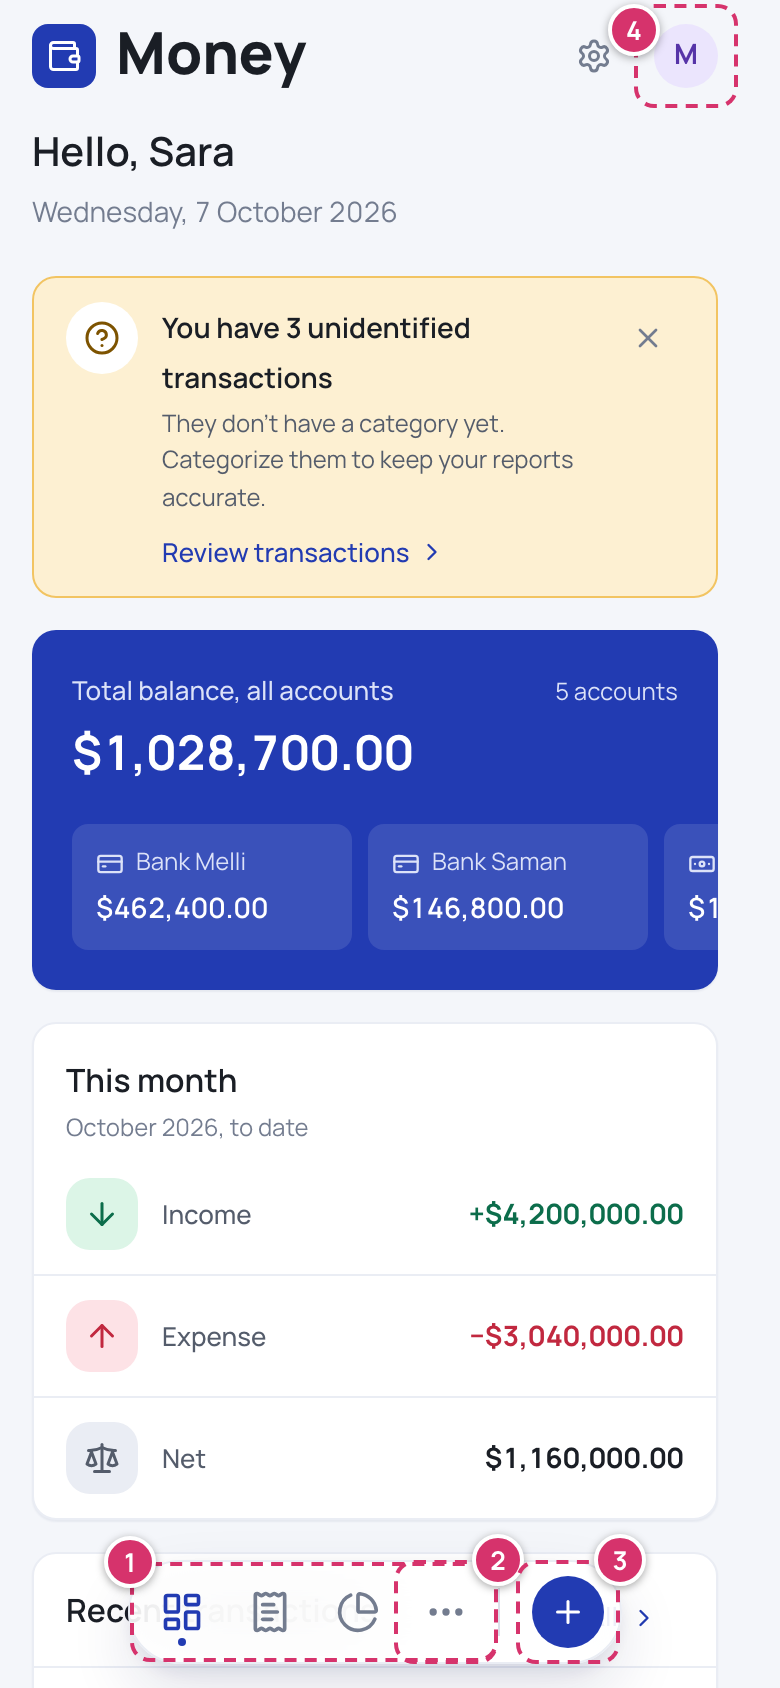 Money
4
M
Hello, Sara
Wednesday, 7 October 2026
You have 3 unidentified
transactions
They don't have a category yet.
Categorize them to keep your reports
accurate.
Review transactions
Total balance, all accounts
5 accounts
$1,028,700.00
Bank Melli
Bank Saman
$462,400.00
$146,800.00
$1
This month
October 2026, to date
Income
+$4,200,000.00
Expense
−$3,040,000.00
Net
$1,160,000.00
1
2
3
Recent transactions